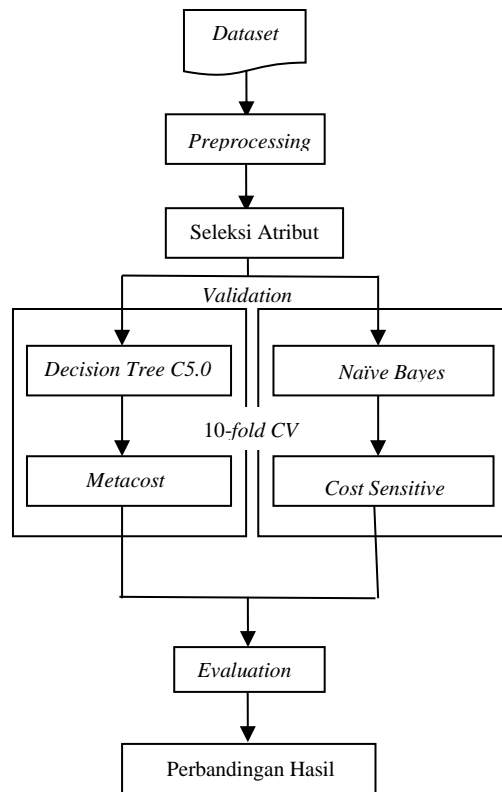 Dataset
Preprocessing
Seleksi Atribut
Validation
Decision Tree C5.0
Naïve Bayes
10-fold CV
Metacost
Cost Sensitive
Evaluation
Perbandingan Hasil